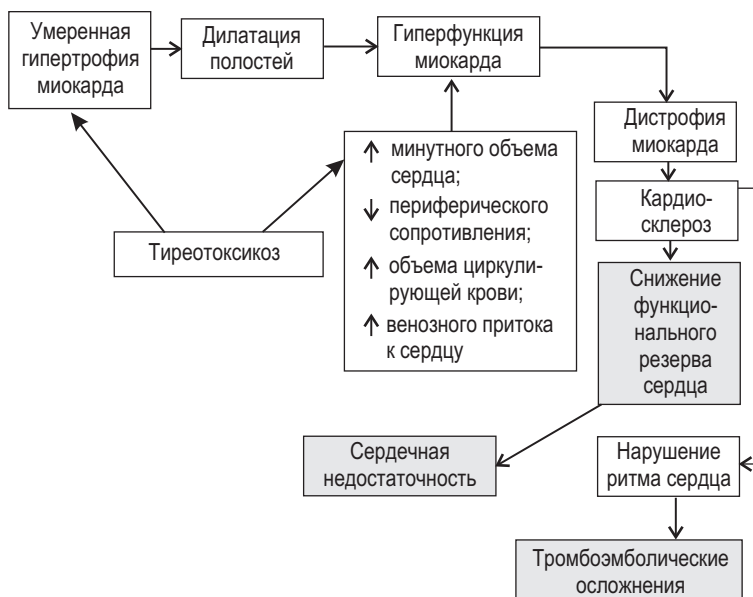 Умеренная
гипертрофия
миокарда
Дилатация
полостей
Гиперфункция
миокарда
Дистрофия
миокарда
↑ минутного объема
сердца;
↓ периферического
сопротивления;
↑ объема циркули-
рующей крови;
↑ венозного притока
к сердцу
Тиреотоксикоз
Кардио-
склероз
Снижение
функцио-
нального
резерва
сердца
Сердечная
недостаточность
Нарушение
ритма сердца
Тромбоэмболические
осложнения